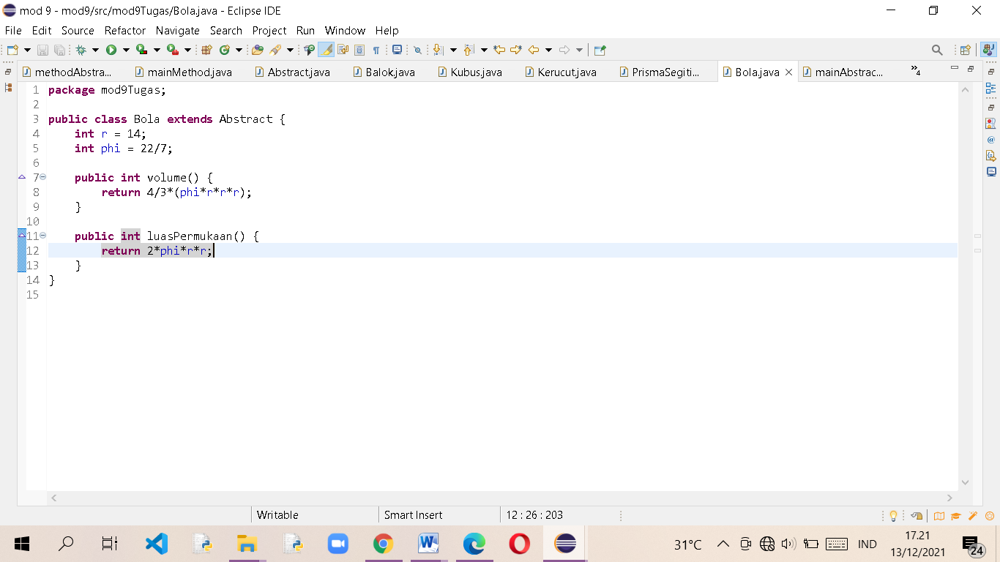 mod 9 - mod9/src/mod9Tugas/Bola.java - Eclipse IDE
File Edit Source Refactor Navigate Search Project Run Window Help
methodAbstra... mainMethod.java Abstract.java Balok.java Kubus.java Kerucut.java PrismaSegiti... Bola.java mainAbstrac... »4
1 package mod9Tugas;
2
3 public class Bola extends Abstract {
4 int r = 14;
5 int phi = 22/7;
6
7 public int volume() {
8 return 4/3*(phi*r*r*r);
9 }
10
11 public int luasPermukaan() {
12 return 2*phi*r*r;
13 }
14 }
15
Writable Smart Insert 12 : 26 : 203
31°C IND 17.21
13/12/2021 24